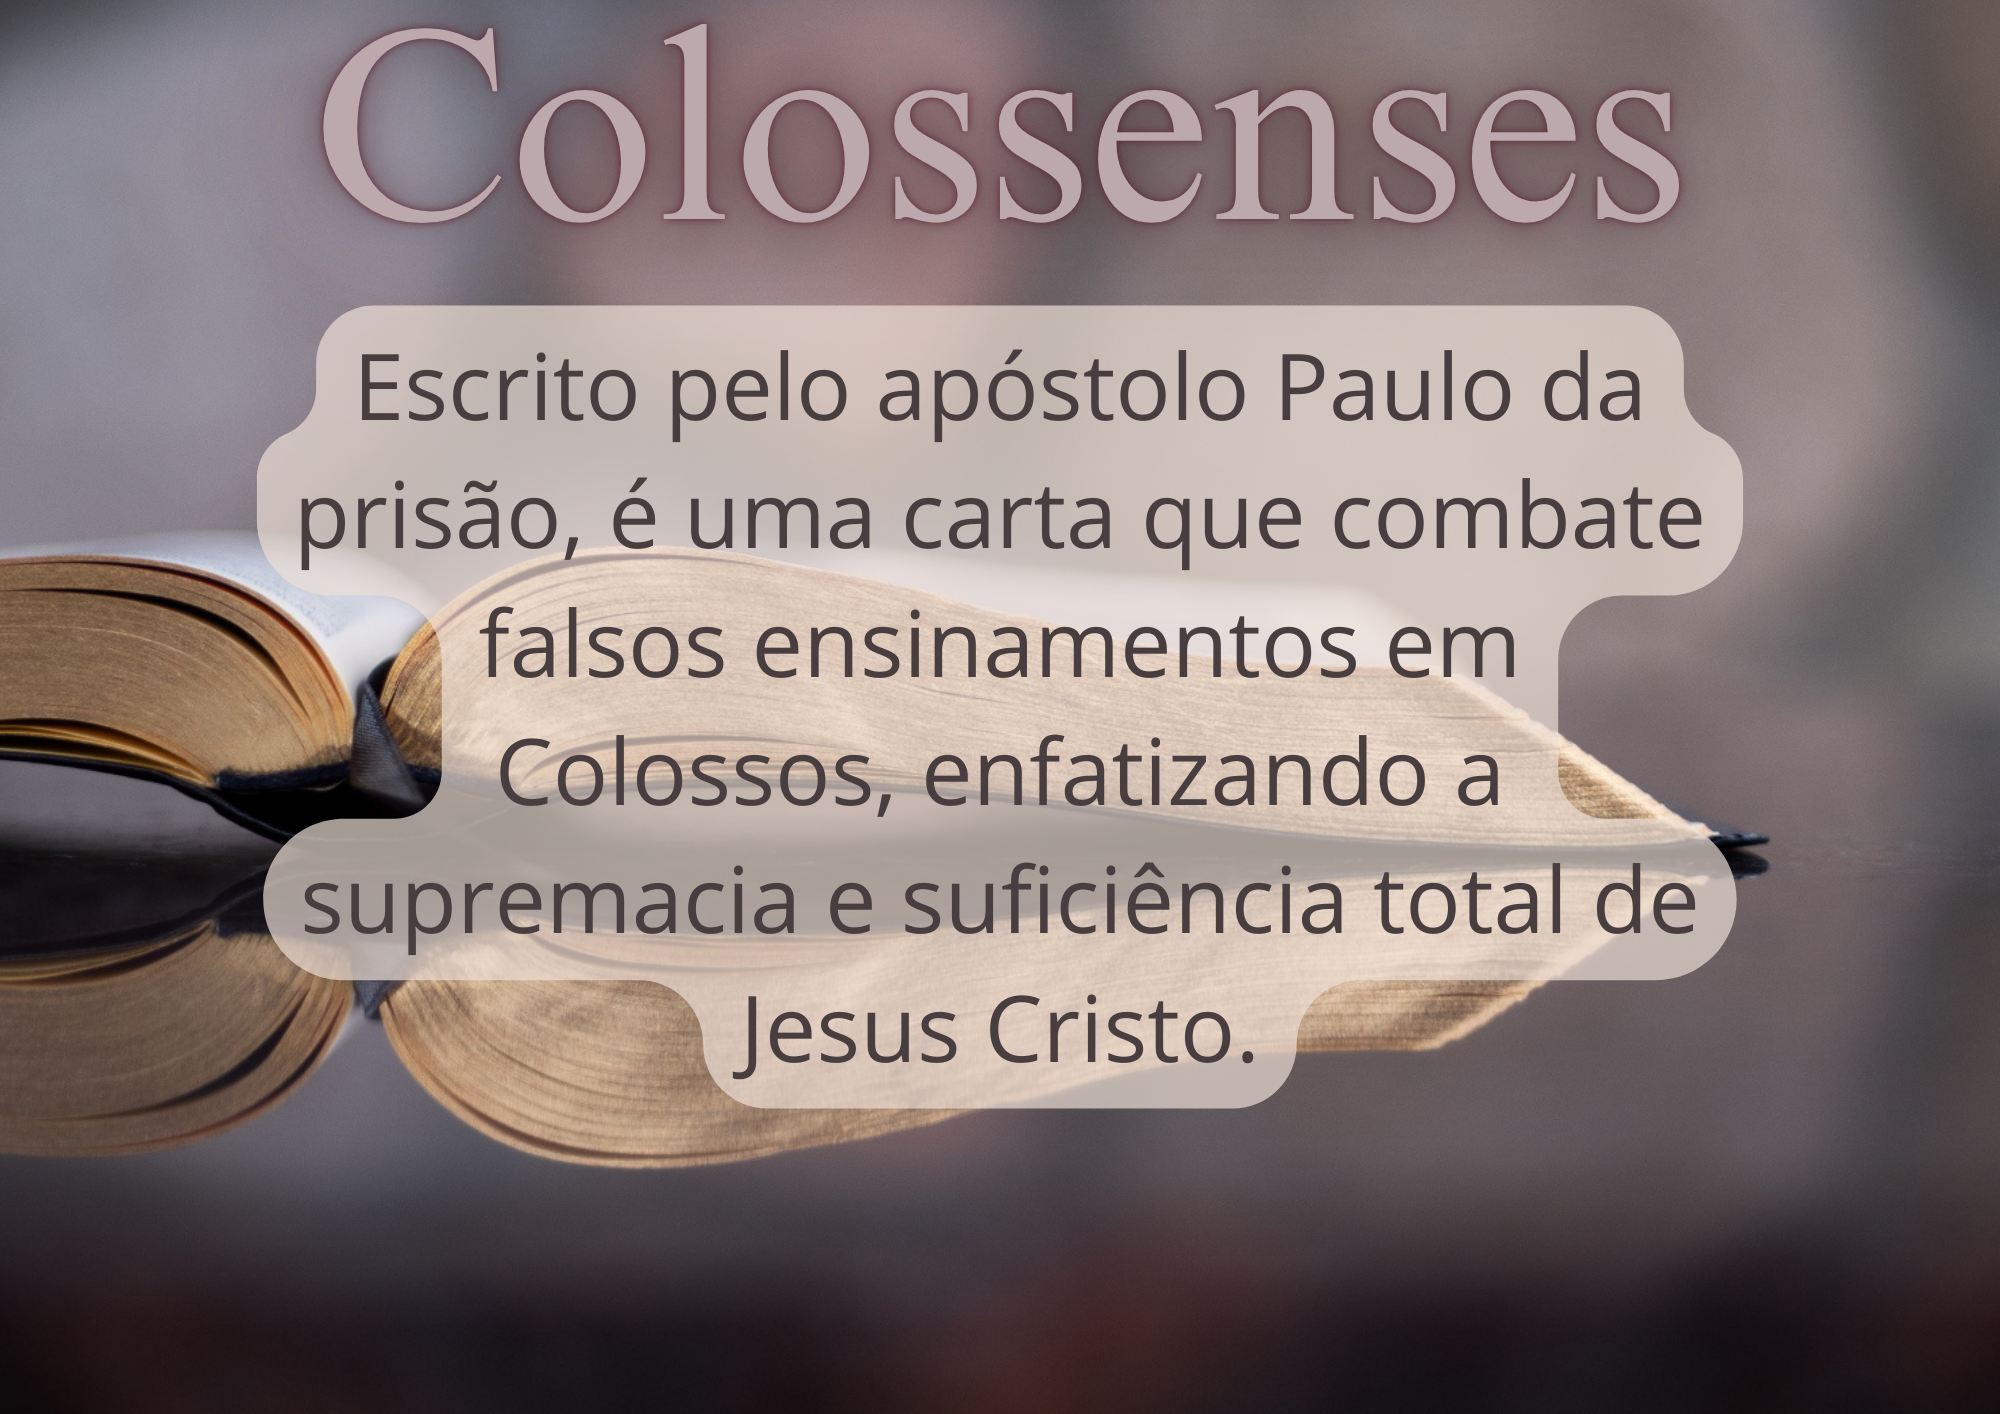 Colossenses
Escrito pelo apóstolo Paulo da
prisão, é uma carta que combate
falsos ensinamentos em
Colossos, enfatizando a
supremacia e suficiência total de
Jesus Cristo.